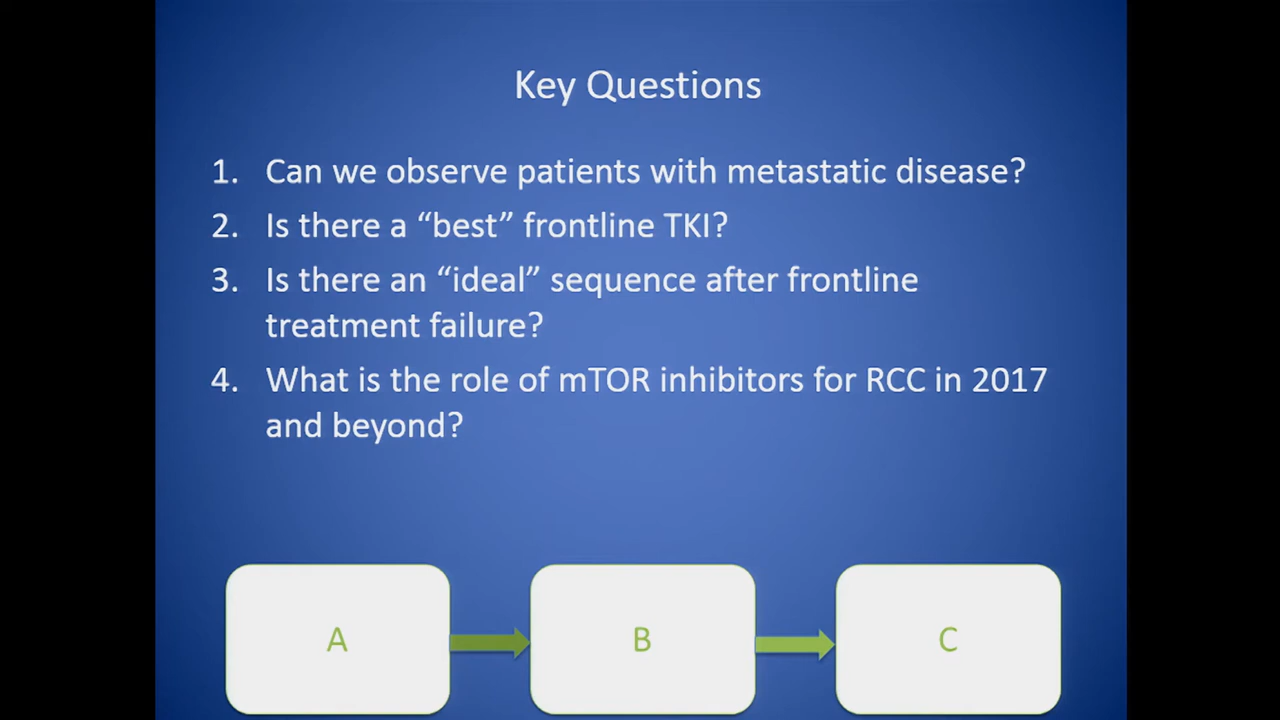 Key Questions
1. Can we observe patients with metastatic disease?
2. Is there a “best” frontline TKI?
3. Is there an “ideal” sequence after frontline
treatment failure?
4. What is the role of mTOR inhibitors for RCC in 2017
and beyond?
A
B
C